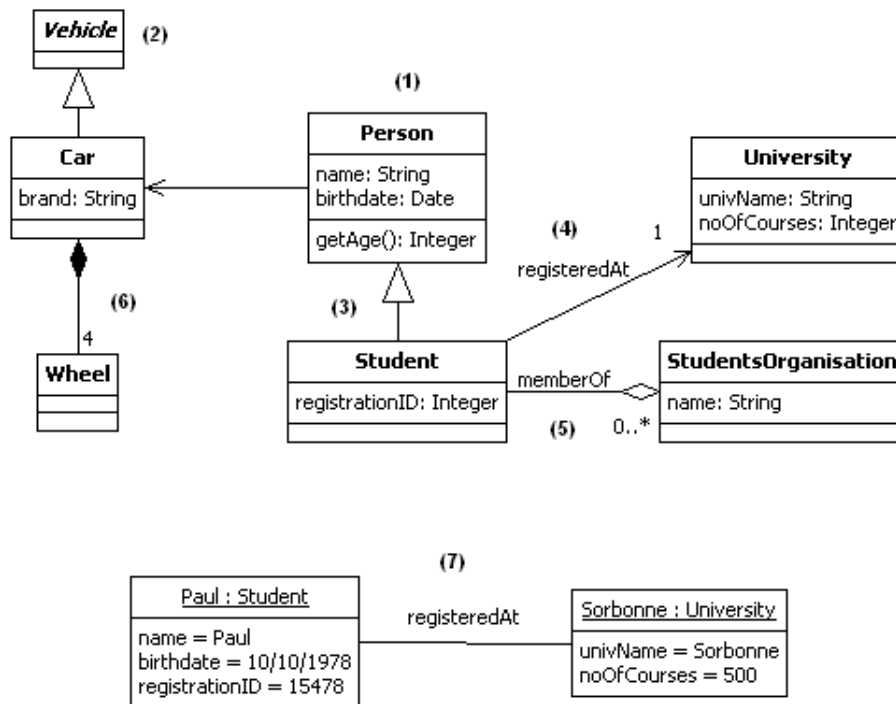 Vehicle
(2)
(1)
Person
name: String
birthdate: Date
getAge(): Integer
Car
brand: String
University
univName: String
noOfCourses: Integer
(4)
1
registeredAt
(3)
(6)
4
Wheel
Student
registrationID: Integer
memberOf
(5)
0..*
StudentsOrganisation
name: String
(7)
Paul : Student
name = Paul
birthdate = 10/10/1978
registrationID = 15478
registeredAt
Sorbonne : University
univName = Sorbonne
noOfCourses = 500